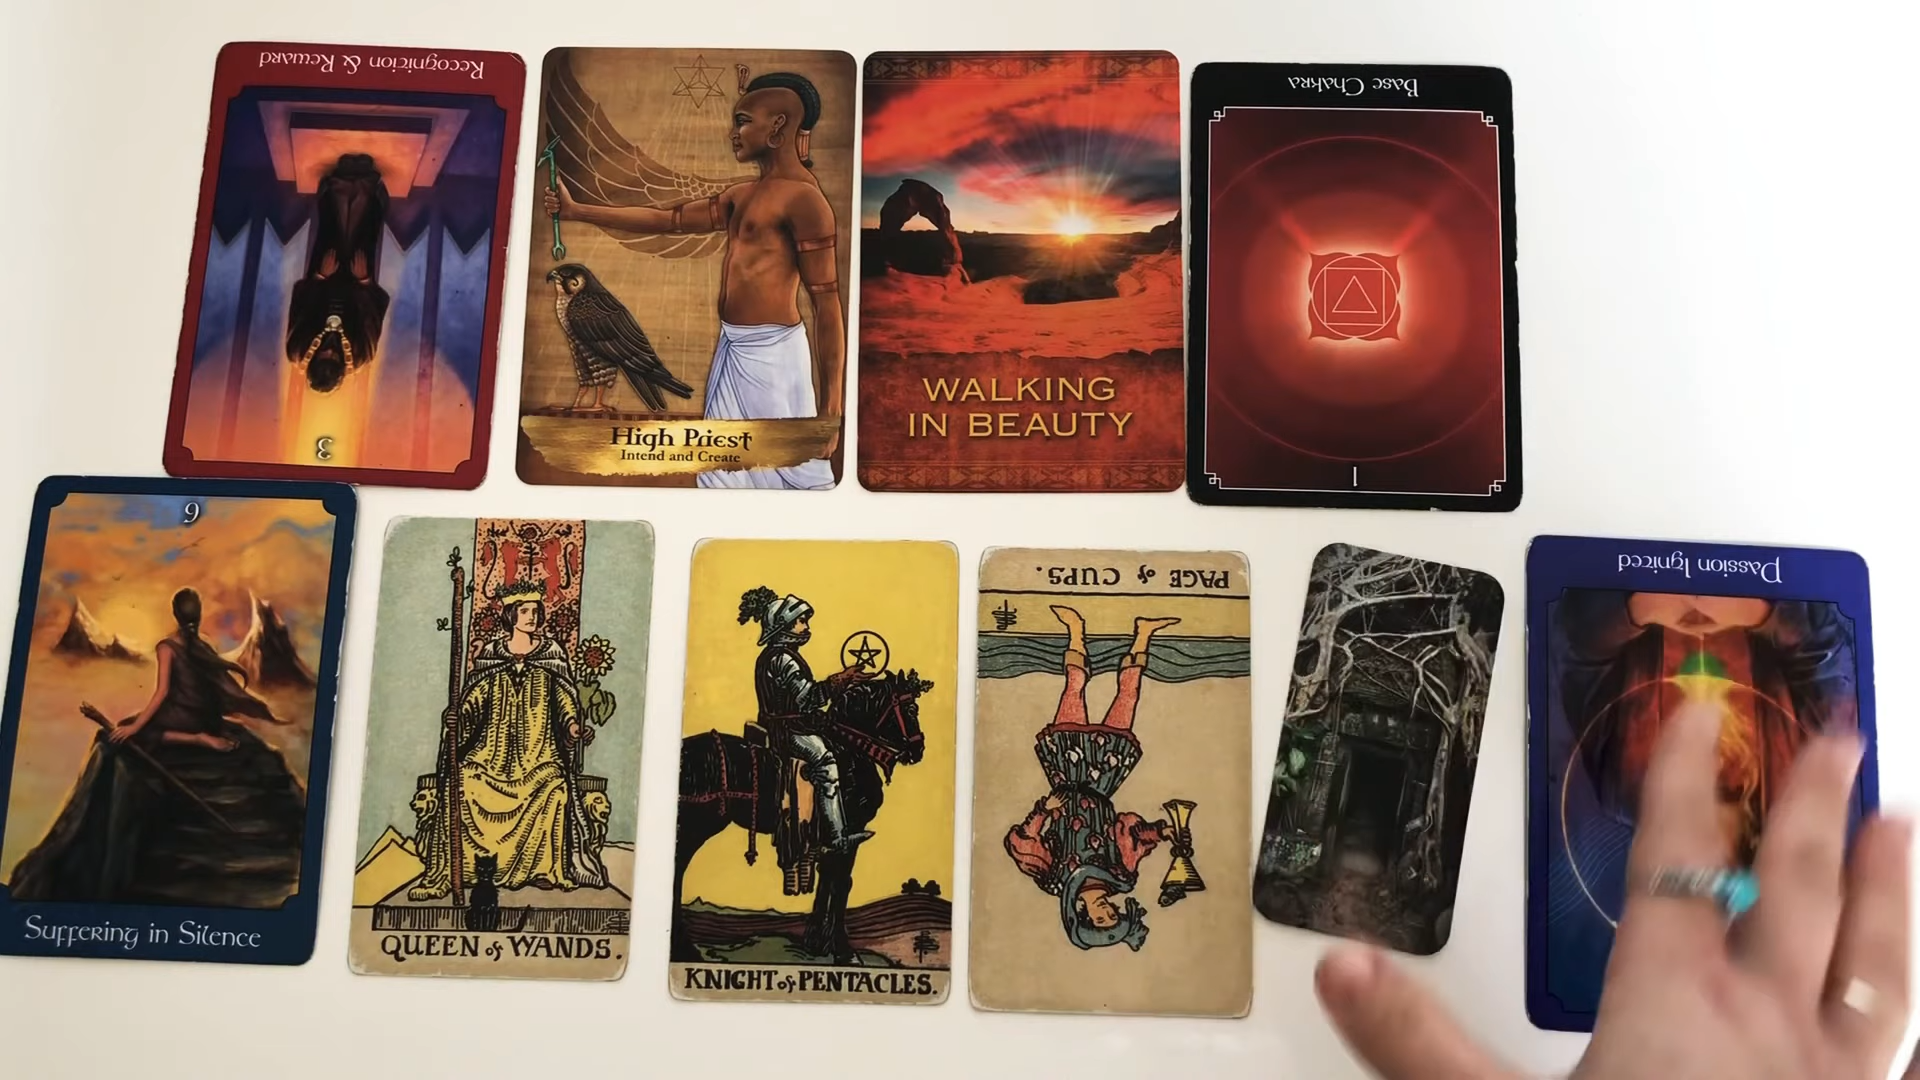 Recognition & Reward
3
High Priest
Intend and Create
WALKING
IN BEAUTY
Base Chakra
1
6
Suffering in Silence
QUEEN of WANDS.
KNIGHT of PENTACLES.
PAGE of CUPS.
Passion Ignited